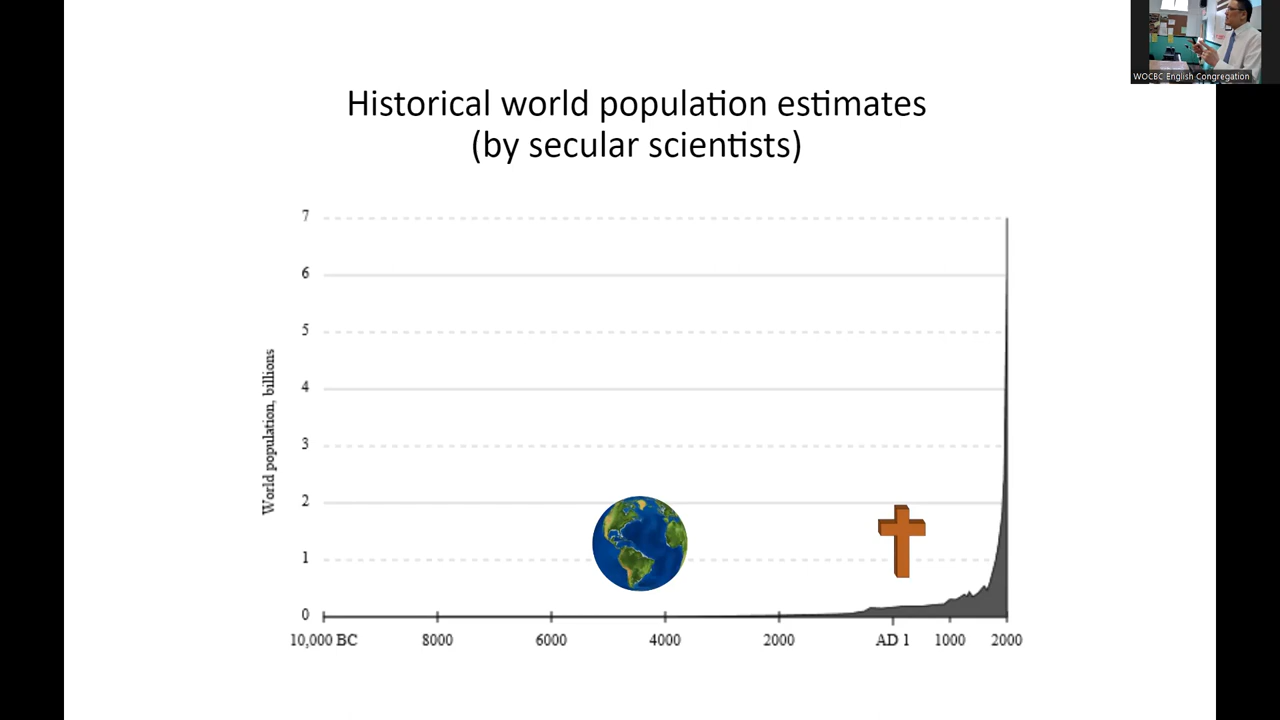 WOCBC English Congregation
Historical world population estimates
(by secular scientists)
7
6
5
4
3
2
1
0
World population, billions
10,000 BC 8000 6000 4000 2000 AD 1 1000 2000